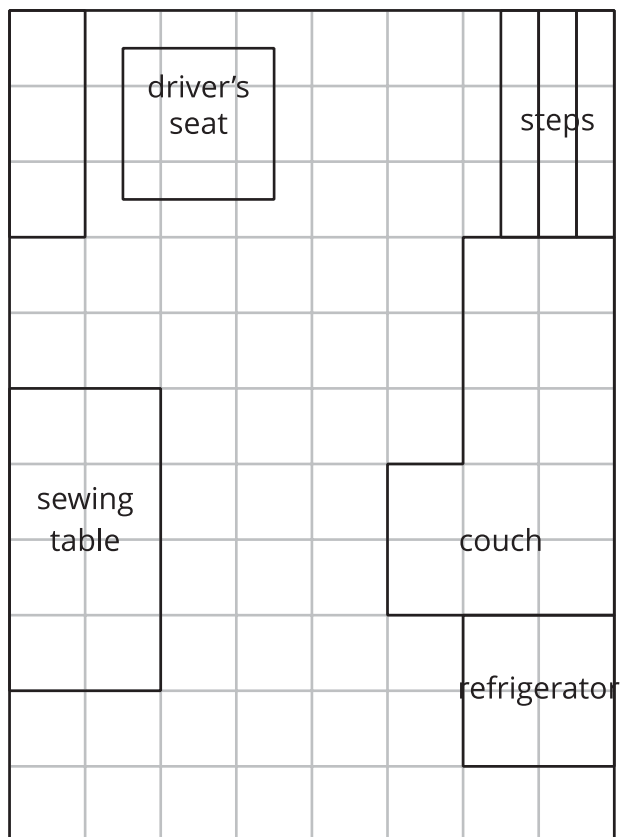 driver's
seat
steps
sewing
table
couch
refrigerator